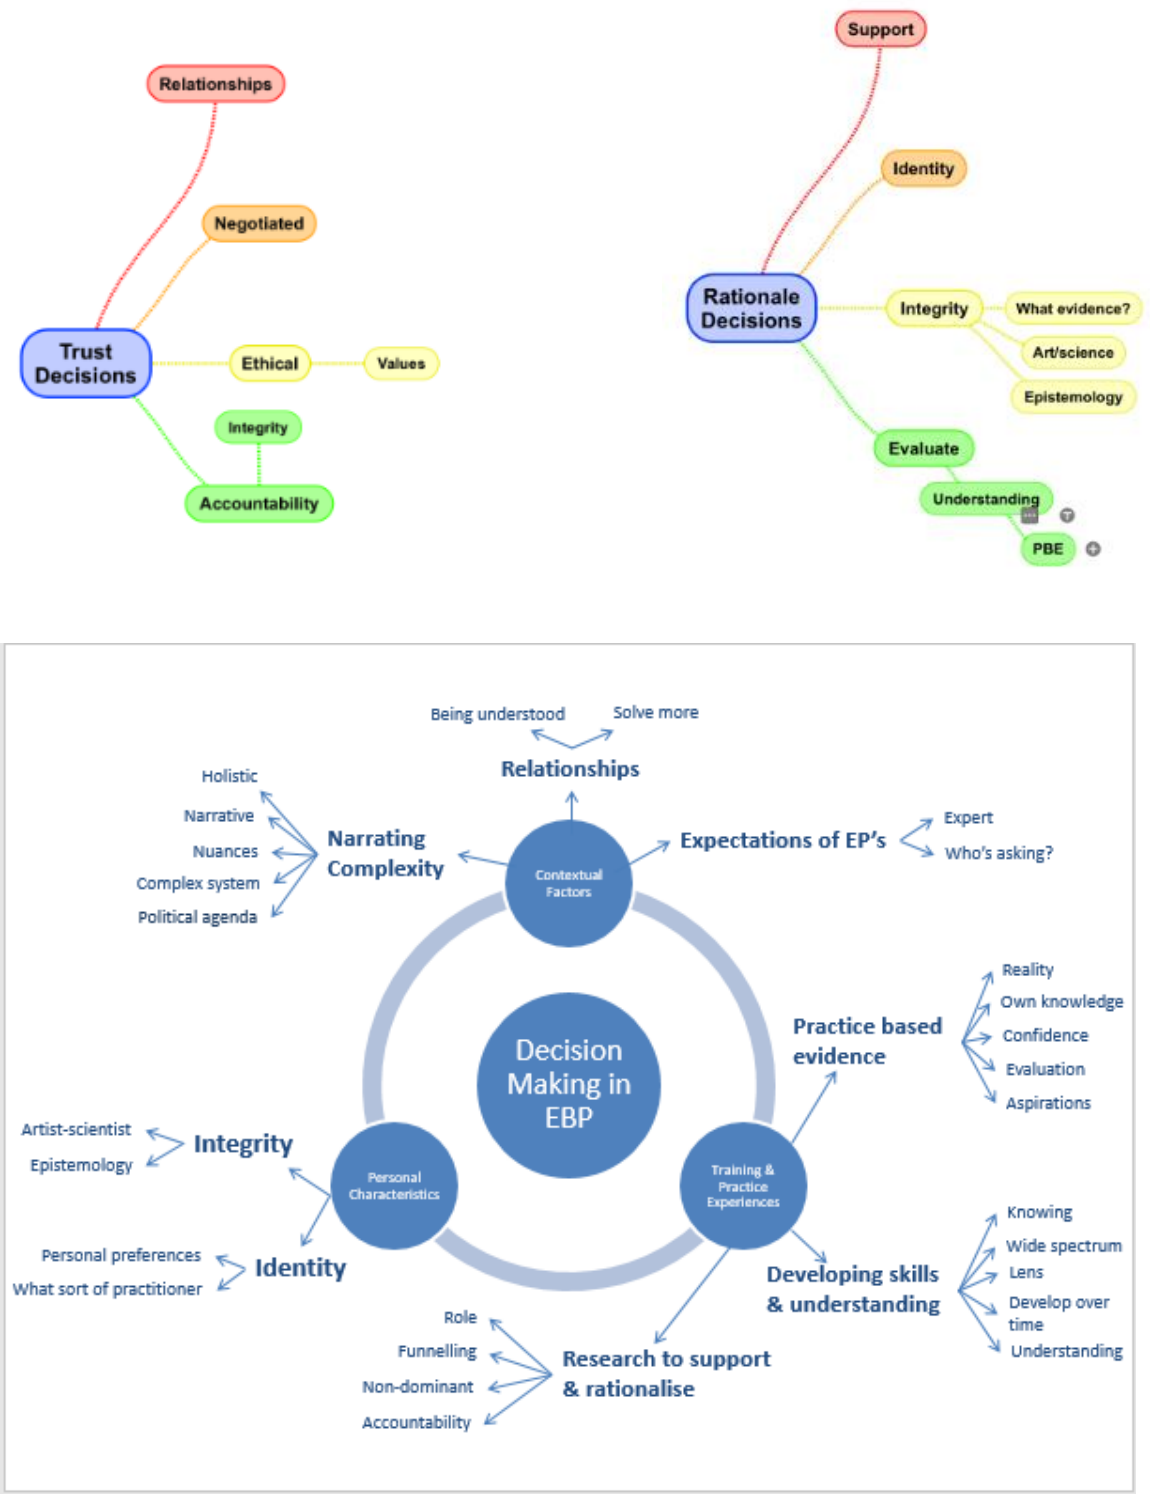 Support
Relationships
Identity
Negotiated
Rationale
Decisions
Integrity
What evidence?
Trust
Decisions
Ethical
Values
Art/science
Epistemology
Integrity
Evaluate
Accountability
Understanding
PBE
Being understood
Solve more
Relationships
Holistic
Narrative
Nuances
Complex system
Political agenda
Narrating
Complexity
Expectations of EP's
Expert
Who's asking?
Contextual
Factors
Reality
Own knowledge
Confidence
Evaluation
Aspirations
Practice based
evidence
Decision
Making in
EBP
Artist-scientist
Epistemology
Integrity
Personal
Characteristics
Training &
Practice
Experiences
Personal preferences
What sort of practitioner
Identity
Knowing
Wide spectrum
Lens
Develop over
time
Understanding
Developing skills
& understanding
Role
Funnelling
Non-dominant
Accountability
Research to support
& rationalise